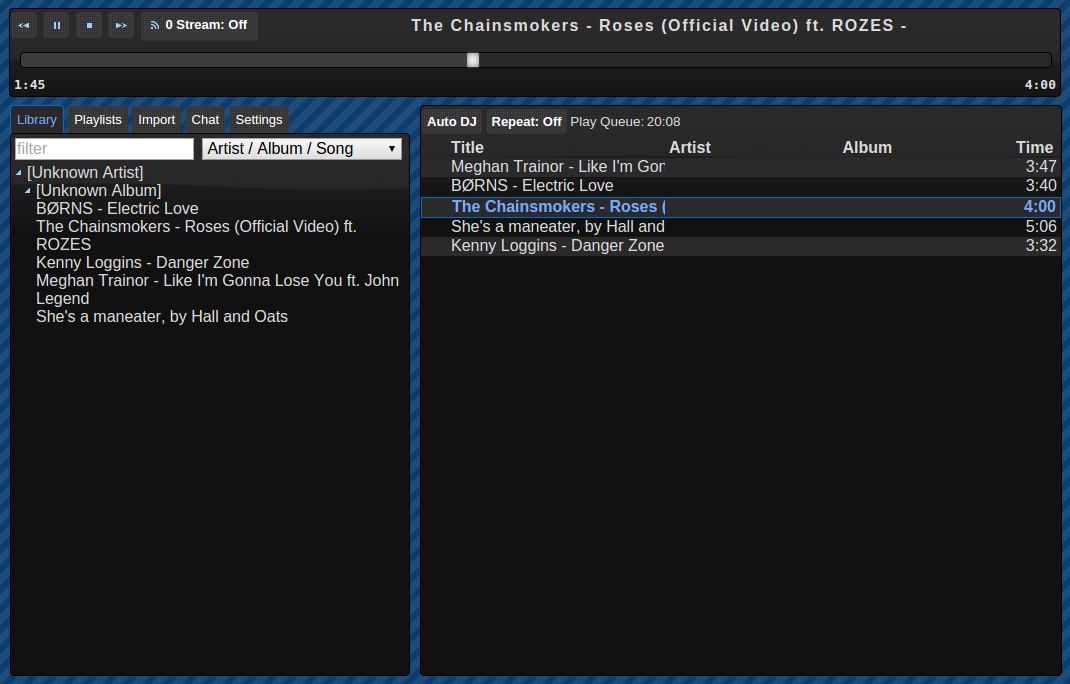 0 Stream: Off
The Chainsmokers - Roses (Official Video) ft. ROZES -
1:45 4:00
Library Playlists Import Chat Settings
filter Artist / Album / Song
[Unknown Artist]
[Unknown Album]
BØRNS - Electric Love
The Chainsmokers - Roses (Official Video) ft.
ROZES
Kenny Loggins - Danger Zone
Meghan Trainor - Like I'm Gonna Lose You ft. John
Legend
She's a maneater, by Hall and Oats
Auto DJ Repeat: Off Play Queue: 20:08
Title Artist Album Time
Meghan Trainor - Like I'm Gon 3:47
BØRNS - Electric Love 3:40
The Chainsmokers - Roses ( 4:00
She's a maneater, by Hall and 5:06
Kenny Loggins - Danger Zone 3:32